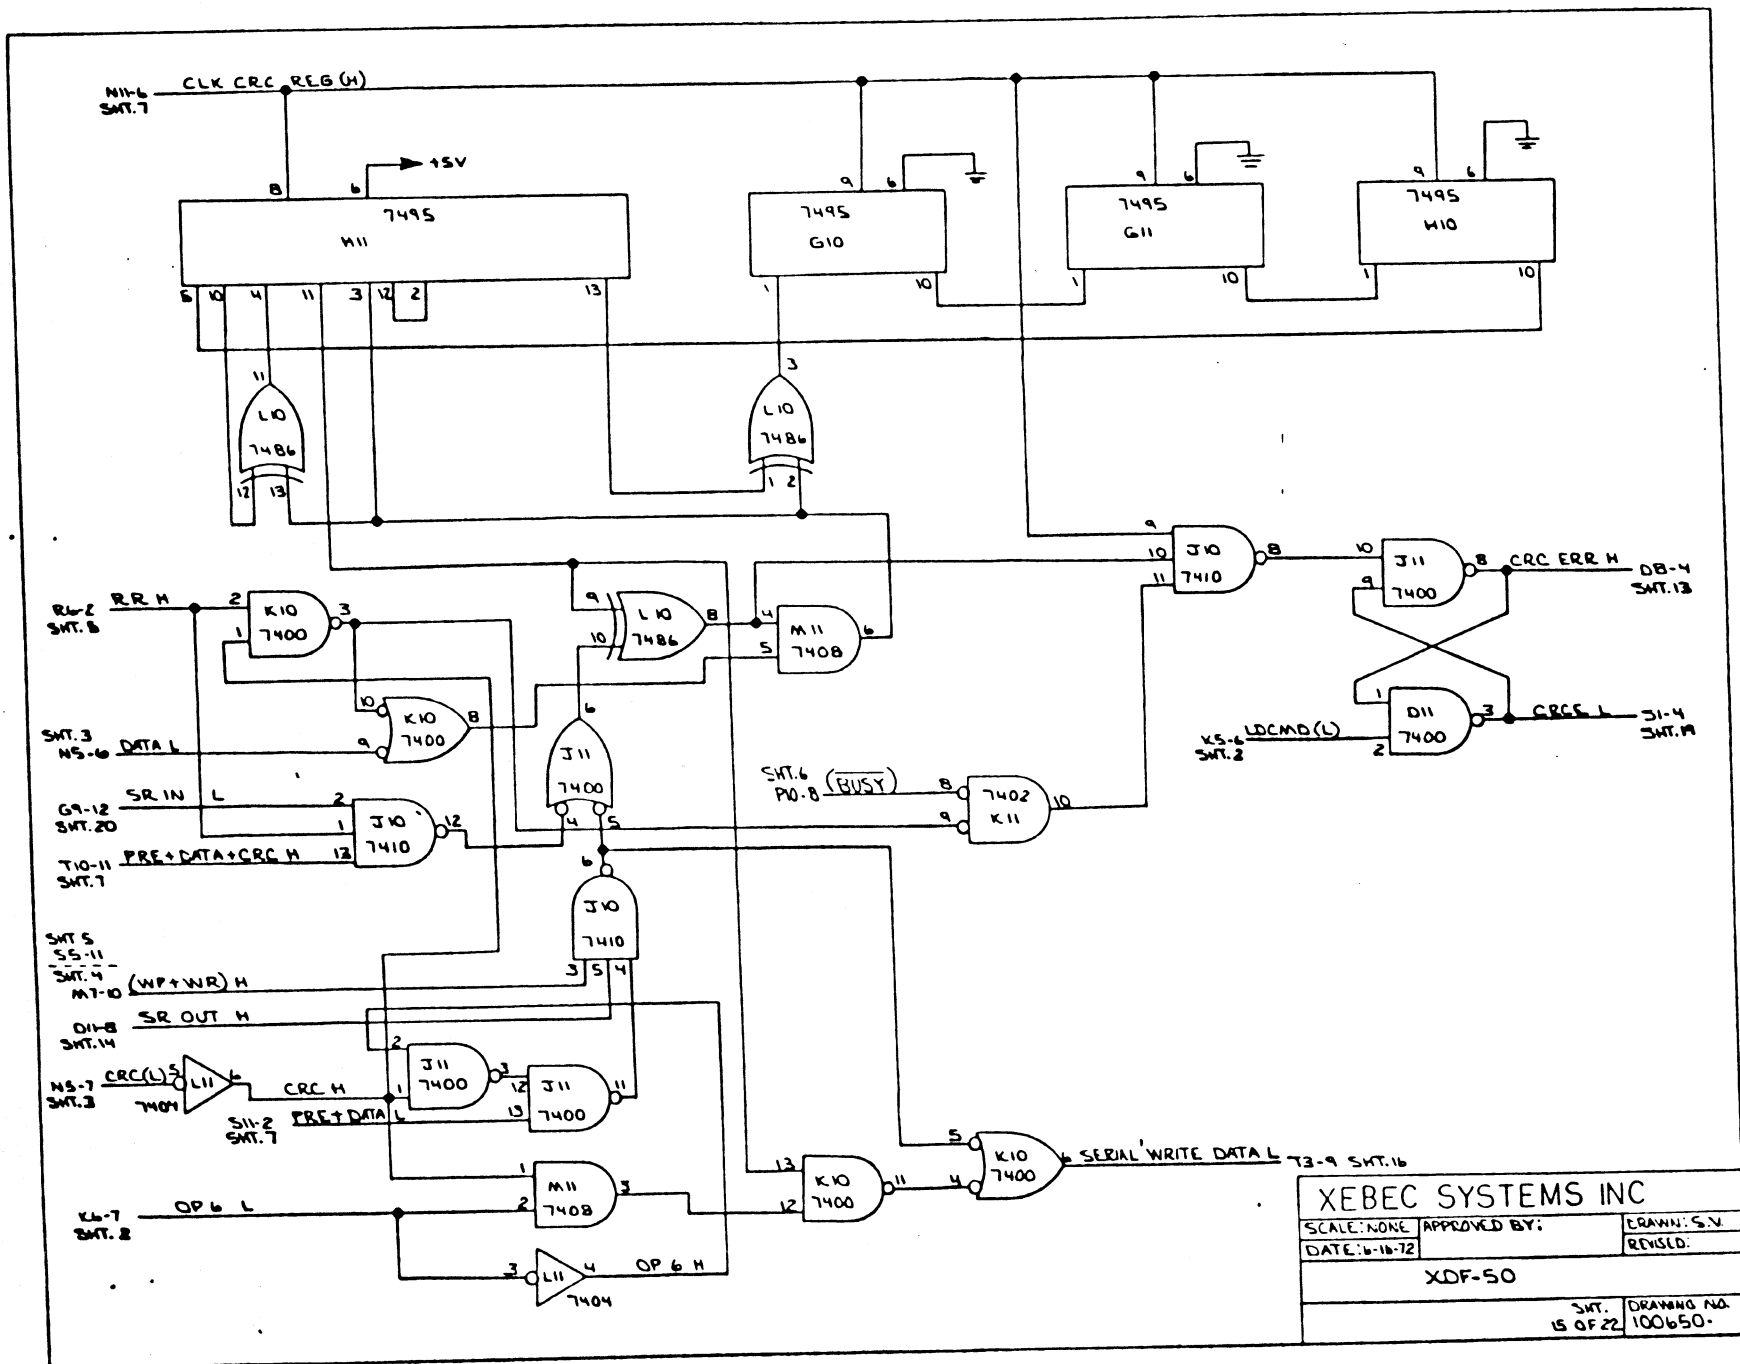 N11-6 CLK CRC REG (H)
SHT. 7
+5V
8 6
7495
H11
5 10 4 11 3 12 2 13
9 6
7495
G10
1 10
9 6
7495
G11
1 10
9 6
7495
H10
1 10
11
L10
7486
12 13
3
L10
7486
1 2
R6-2 RR H
2 K10 3
1 7400
9 L10 8
10 7486
4 M11 6
5 7408
9
10 J10 8
11 7410
10 J11 8 CRC ERR H D8-4
9 7400 SHT. 13
10 K10 8
9 7400
SHT. 3
N5-6 DATA L
6
J11
7400
4 5
1 D11 3 CRCE L
2 7400
LDCMD(L)
K5-6
SHT. 2
SHT. 19
SHT. 6 (BUSY)
P10-8
8 7402 10
9 K11
G9-12 SR IN L
SHT. 20
2
1 J10 12
13 7410
T10-11 PRE+DATA+CRC H
SHT. 7
6
J10
7410
3 5 4
SHT 5
S5-11
SHT. 4
M7-10 (WP+WR) H
D11-8 SR OUT H
SHT. 14
N5-7 CRC(L) 5 L11 6 CRC H
SHT. 3 7404
2 J11 3
1 7400
12 J11 11
13 7400
S11-2 PRE+DATA L
SHT. 7
1 M11 3
2 7408
K6-7 OP 6 L
SHT. 2
3 L11 4 OP 6 H
7404
13 K10 11
12 7400
5 K10 6 SERIAL WRITE DATA L T3-9 SHT. 16
4 7400
XEBEC SYSTEMS INC
SCALE: NONE APPROVED BY: DRAWN: S.V.
DATE: 6-16-72 REVISED:
XDF-50
SHT. 15 OF 22 DRAWING NO. 100650-